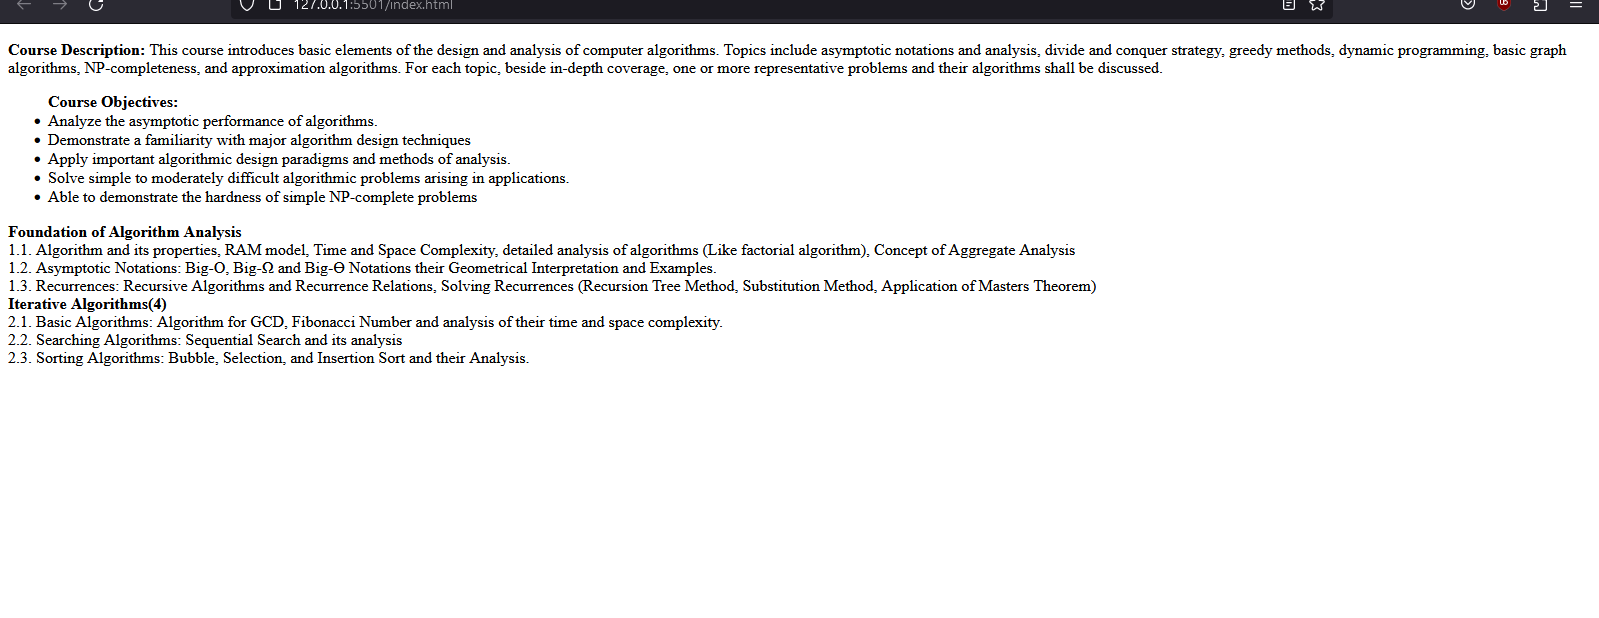 127.0.0.1:5501/index.html
Course Description: This course introduces basic elements of the design and analysis of computer algorithms. Topics include asymptotic notations and analysis, divide and conquer strategy, greedy methods, dynamic programming, basic graph
algorithms, NP-completeness, and approximation algorithms. For each topic, beside in-depth coverage, one or more representative problems and their algorithms shall be discussed.
Course Objectives:
• Analyze the asymptotic performance of algorithms.
• Demonstrate a familiarity with major algorithm design techniques
• Apply important algorithmic design paradigms and methods of analysis.
• Solve simple to moderately difficult algorithmic problems arising in applications.
• Able to demonstrate the hardness of simple NP-complete problems
Foundation of Algorithm Analysis
1.1. Algorithm and its properties, RAM model, Time and Space Complexity, detailed analysis of algorithms (Like factorial algorithm), Concept of Aggregate Analysis
1.2. Asymptotic Notations: Big-O, Big-Ω and Big-Ѳ Notations their Geometrical Interpretation and Examples.
1.3. Recurrences: Recursive Algorithms and Recurrence Relations, Solving Recurrences (Recursion Tree Method, Substitution Method, Application of Masters Theorem)
Iterative Algorithms(4)
2.1. Basic Algorithms: Algorithm for GCD, Fibonacci Number and analysis of their time and space complexity.
2.2. Searching Algorithms: Sequential Search and its analysis
2.3. Sorting Algorithms: Bubble, Selection, and Insertion Sort and their Analysis.